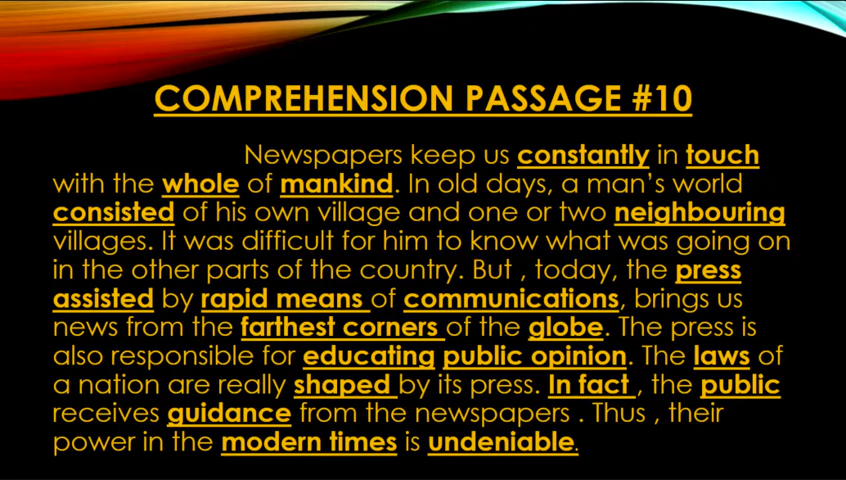 COMPREHENSION PASSAGE #10
Newspapers keep us constantly in touch
with the whole of mankind. In old days, a man's world
consisted of his own village and one or two neighbouring
villages. It was difficult for him to know what was going on
in the other parts of the country. But , today, the press
assisted by rapid means of communications, brings us
news from the farthest corners of the globe. The press is
also responsible for educating public opinion. The laws of
a nation are really shaped by its press. In fact , the public
receives guidance from the newspapers . Thus , their
power in the modern times is undeniable.